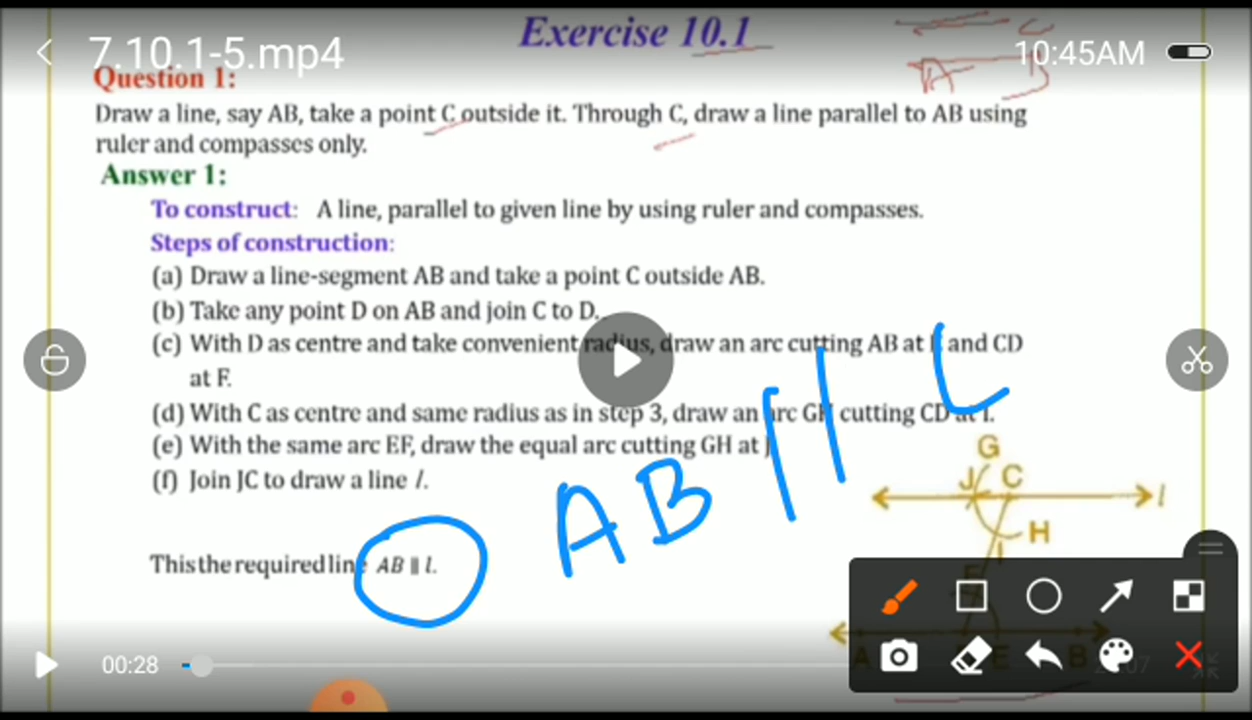 Exercise 10.1
7.10.1-5.mp4
10:45AM
Question 1:
Draw a line, say AB, take a point C outside it. Through C, draw a line parallel to AB using
ruler and compasses only.
Answer 1:
To construct: A line, parallel to given line by using ruler and compasses.
Steps of construction:
(a) Draw a line-segment AB and take a point C outside AB.
(b) Take any point D on AB and join C to D.
(c) With D as centre and take convenient radius, draw an arc cutting AB at E and CD
at F.
(d) With C as centre and same radius as in step 3, draw an arc GH cutting CD at I.
(e) With the same arc EF, draw the equal arc cutting GH at J
(f) Join JC to draw a line l.
AB // L
G
J C
l
H
I
This the required line AB ∥ l.
A E B
00:28